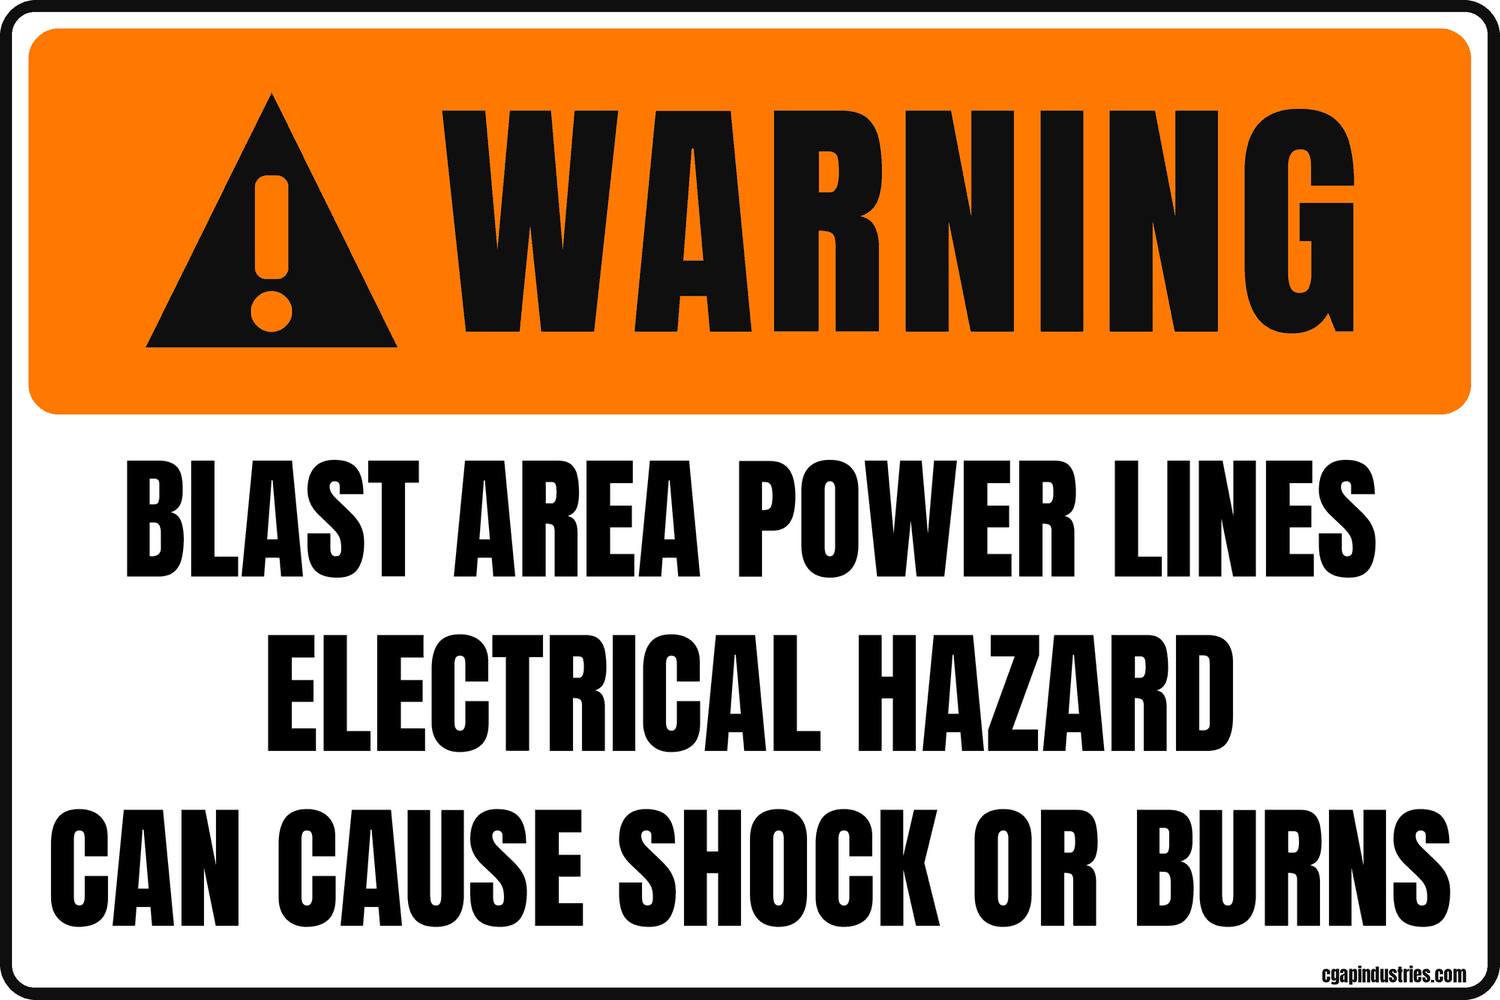 WARNING
BLAST AREA POWER LINES
ELECTRICAL HAZARD
CAN CAUSE SHOCK OR BURNS
cgapindustries.com